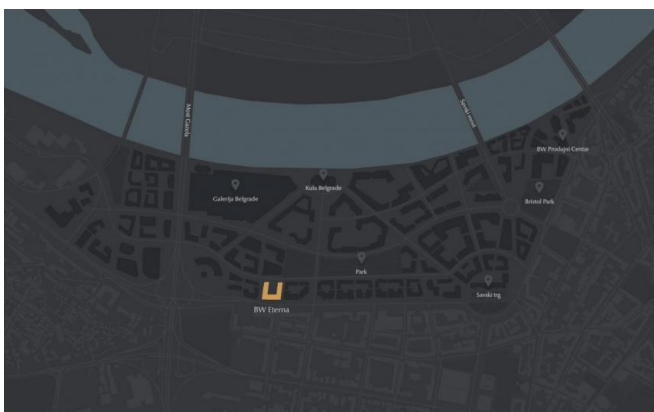 Most Gazela
Savski most
BW Prodajni Centar
Kula Belgrade
Galerija Belgrade
Bristol Park
Park
Savski trg
BW Eterna